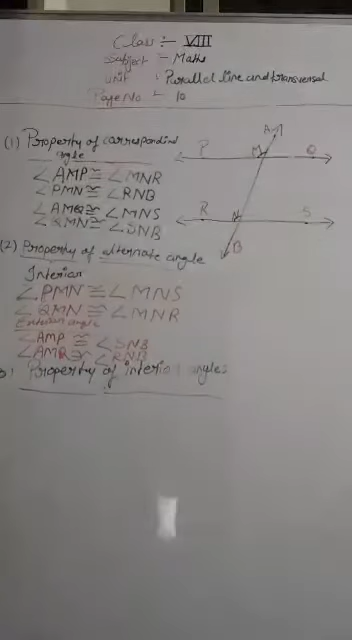 Class :- VIII
Subject :- Maths
Unit : Parallel line and transversal
Page No :- 10
(1) Property of corresponding angle
∠AMP ≅ ∠MNR
∠PMN ≅ ∠RNB
∠AMQ ≅ ∠MNS
∠QMN ≅ ∠SNB
A
P M Q
R N S
B
(2) Property of alternate angle
Interior
∠PMN ≅ ∠MNS
∠QMN ≅ ∠MNR
Exterior angle
∠AMP ≅ ∠SNB
∠AMQ ≅ ∠RNB
3) Property of interior angles